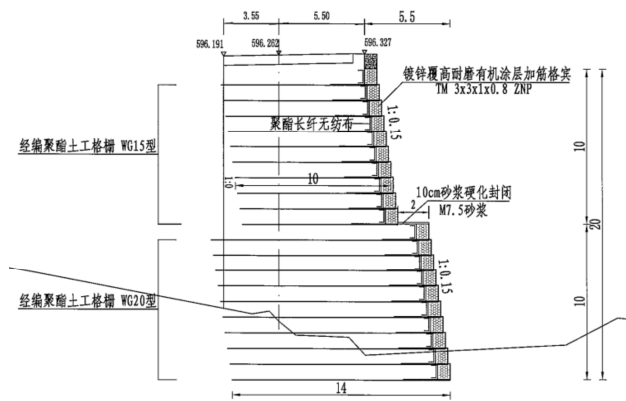 3.55
5.50
5.5
596.191
596.262
596.327
镀锌覆高耐磨有机涂层加筋格宾
TM 3x3x1x0.8 ZNP
1:0.15
聚酯长纤无纺布
经编聚酯土工格栅 WG15型
10
1:0
10
10cm砂浆硬化封闭
2
M7.5砂浆
20
1:0.15
经编聚酯土工格栅 WG20型
10
14